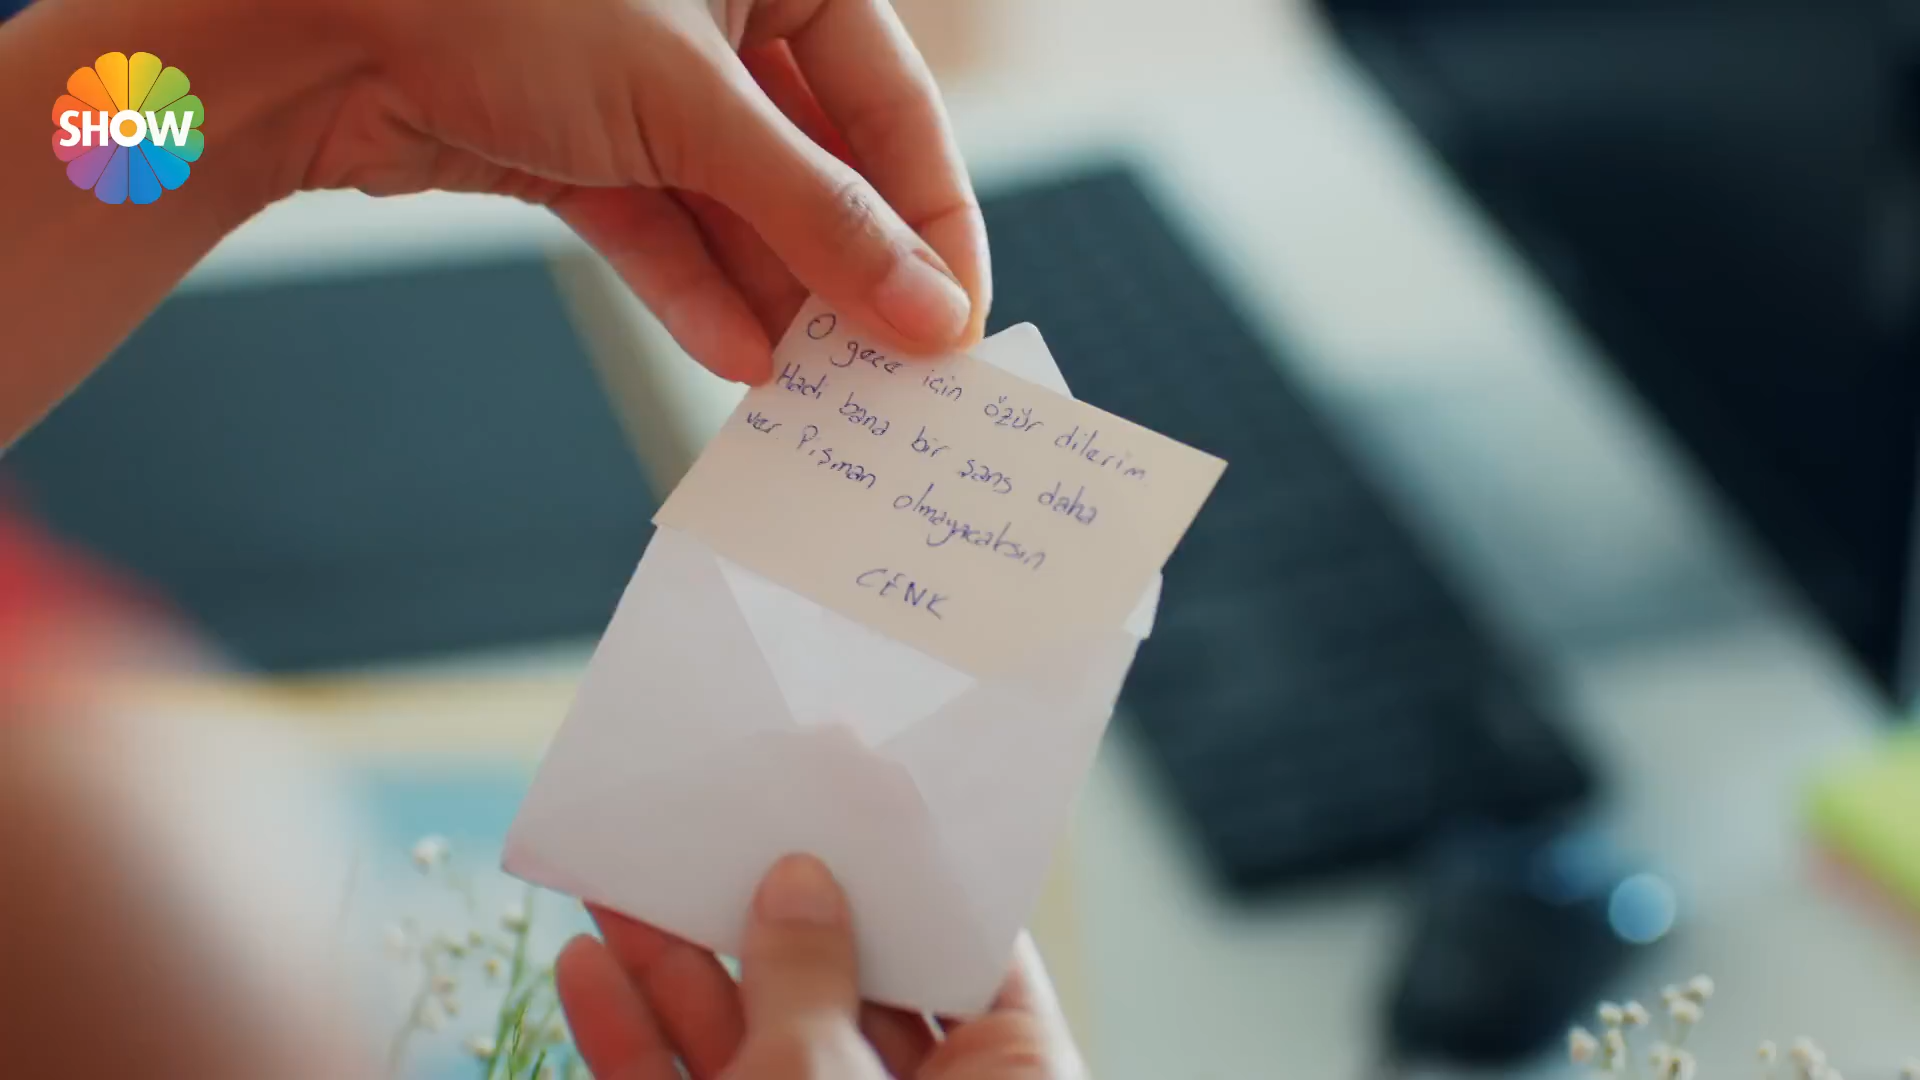 SHOW
O gece için özür dilerim.
Hadi bana bir şans daha
ver. Pişman olmayacaksın
CENK